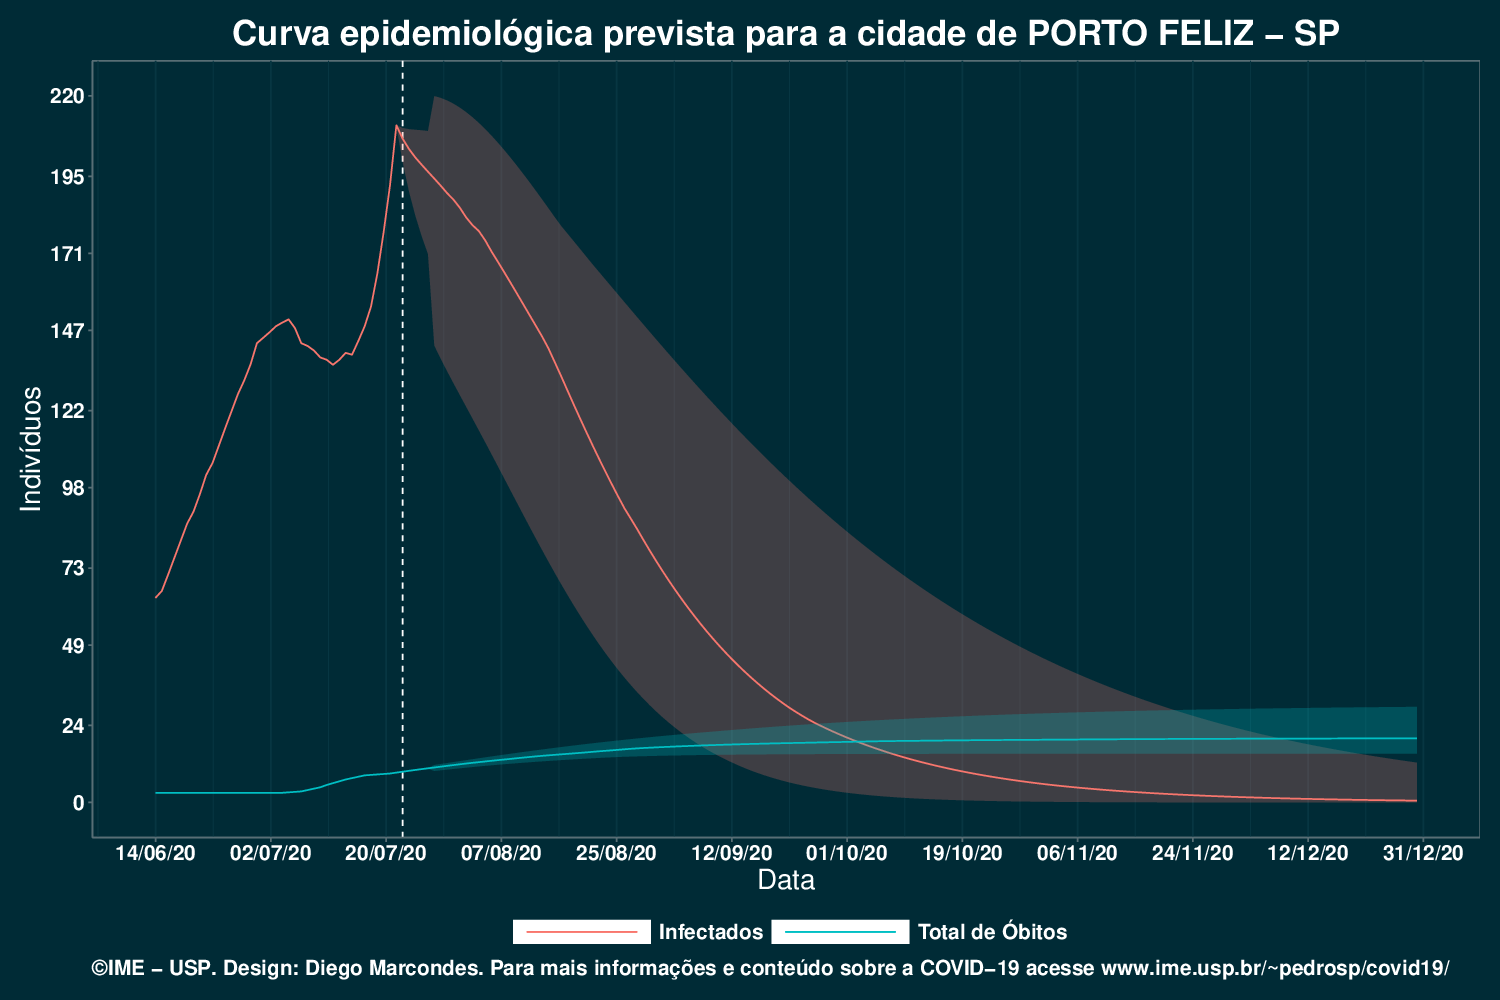 Curva epidemiológica prevista para a cidade de PORTO FELIZ – SP
220
195
171
147
122
98
73
49
24
0
Indivíduos
14/06/20 02/07/20 20/07/20 07/08/20 25/08/20 12/09/20 01/10/20 19/10/20 06/11/20 24/11/20 12/12/20 31/12/20
Data
Infectados Total de Óbitos
©IME – USP. Design: Diego Marcondes. Para mais informações e conteúdo sobre a COVID–19 acesse www.ime.usp.br/~pedrosp/covid19/